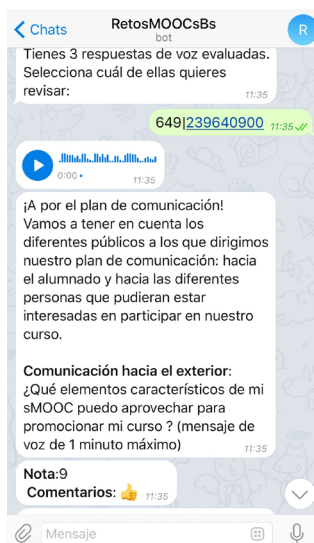 Chats
RetosMOOCsBs
bot
R
Tienes 3 respuestas de voz evaluadas.
Selecciona cuál de ellas quieres
revisar:
11:35
649|239640900 11:35
0:00
11:35
¡A por el plan de comunicación!
Vamos a tener en cuenta los
diferentes públicos a los que dirigimos
nuestro plan de comunicación: hacia
el alumnado y hacia las diferentes
personas que pudieran estar
interesadas en participar en nuestro
curso.
Comunicación hacia el exterior:
¿Qué elementos característicos de mi
sMOOC puedo aprovechar para
promocionar mi curso ? (mensaje de
voz de 1 minuto máximo)
11:35
Nota:9
Comentarios: 👍 11:35
Mensaje